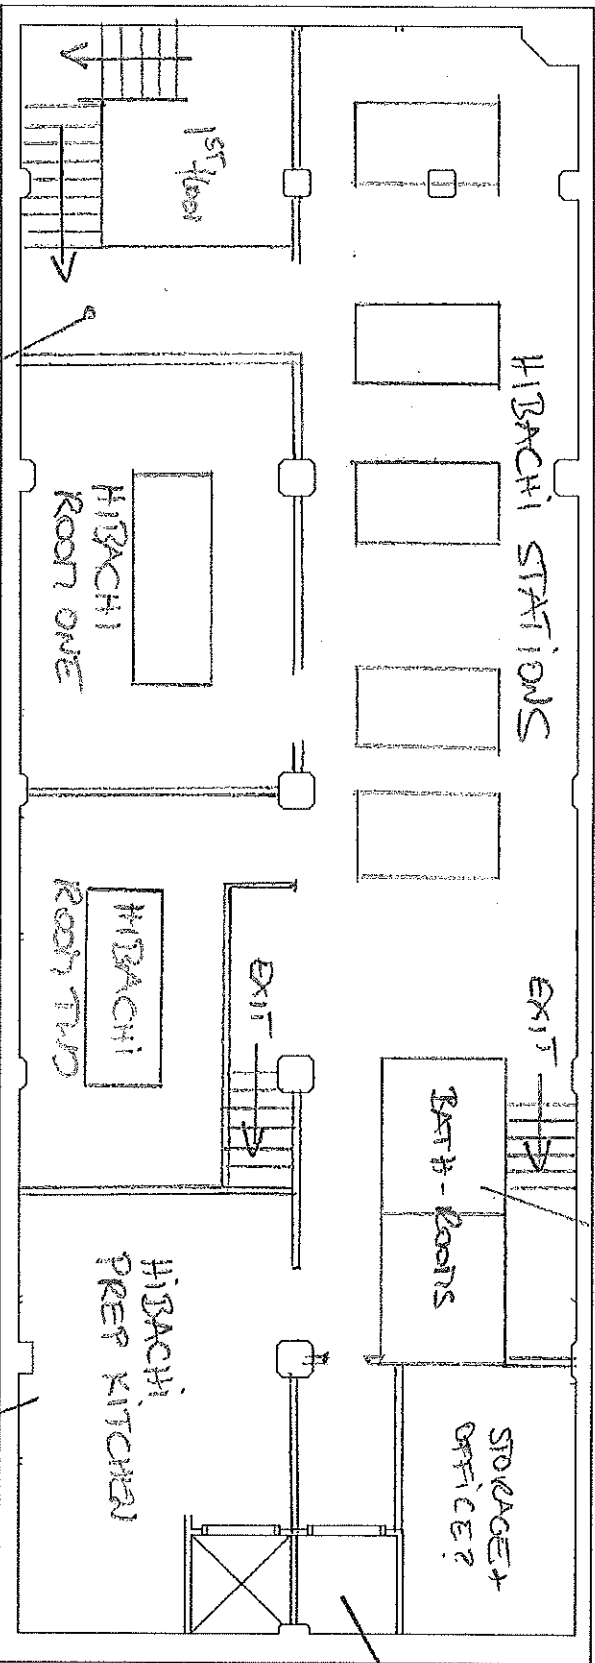 1ST floor
HIBACHI STATIONS
HIBACHI
ROOM ONE
HIBACHI
ROOM TWO
EXIT
EXIT
BATH-ROOMS
HIBACHI
PREP KITCHEN
STORAGE+
OFFICE?